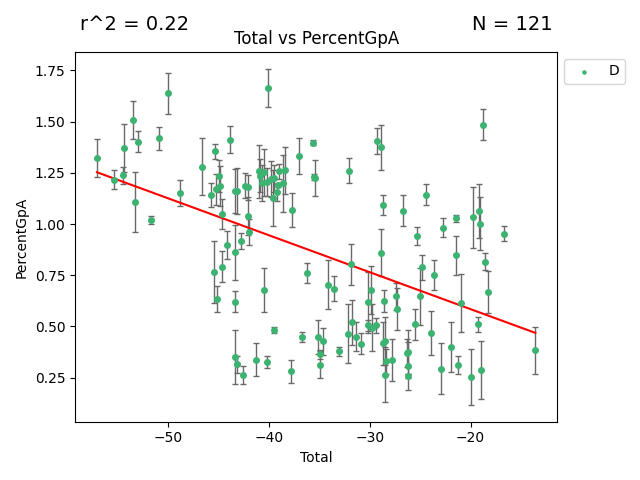 r^2 = 0.22
N = 121
Total vs PercentGpA
D
1.75
1.50
1.25
1.00
0.75
0.50
0.25
PercentGpA
−50
−40
−30
−20
Total